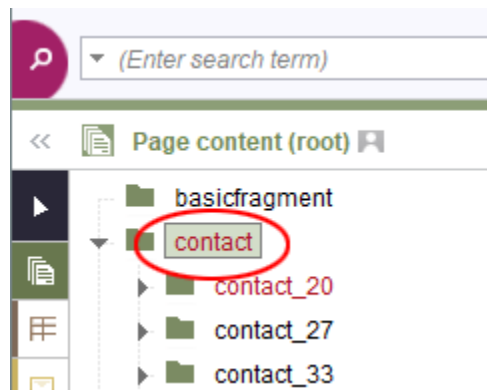 (Enter search term)
Page content (root)
basicfragment
contact
contact_20
contact_27
contact_33